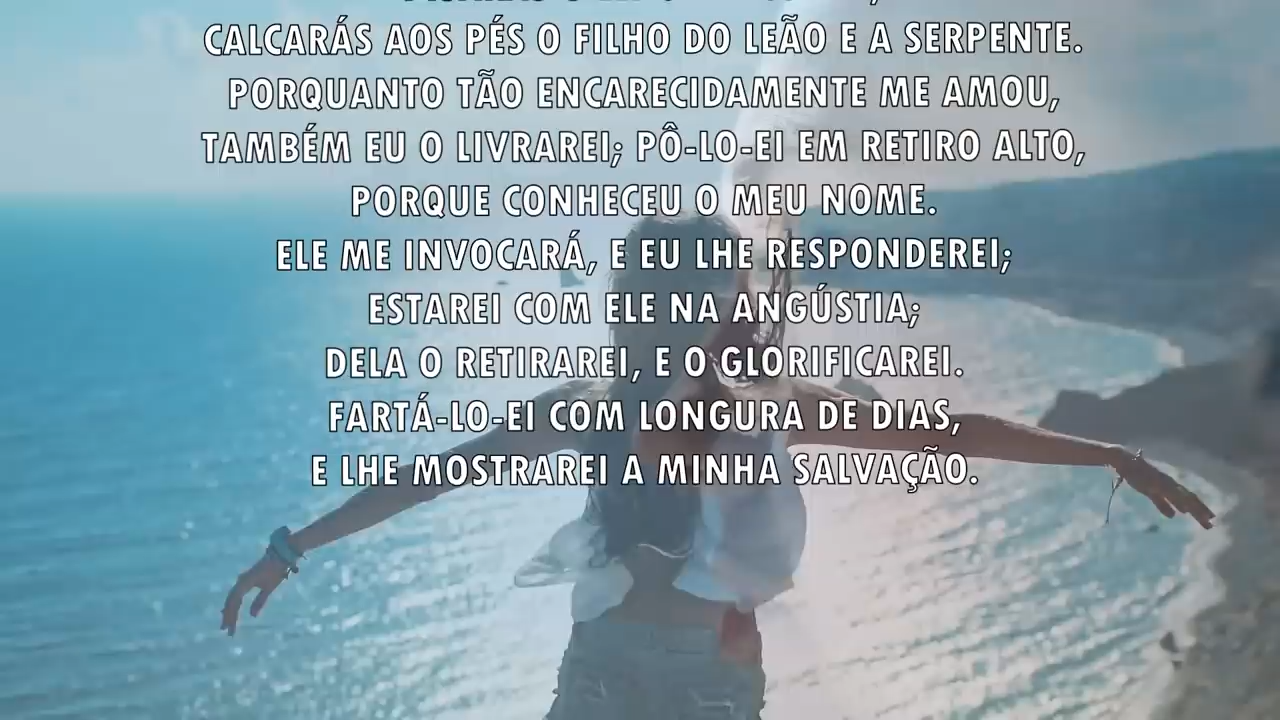 CALCARÁS AOS PÉS O FILHO DO LEÃO E A SERPENTE.
PORQUANTO TÃO ENCARECIDAMENTE ME AMOU,
TAMBÉM EU O LIVRAREI; PÔ-LO-EI EM RETIRO ALTO,
PORQUE CONHECEU O MEU NOME.
ELE ME INVOCARÁ, E EU LHE RESPONDEREI;
ESTAREI COM ELE NA ANGÚSTIA;
DELA O RETIRAREI, E O GLORIFICAREI.
FARTÁ-LO-EI COM LONGURA DE DIAS,
E LHE MOSTRAREI A MINHA SALVAÇÃO.